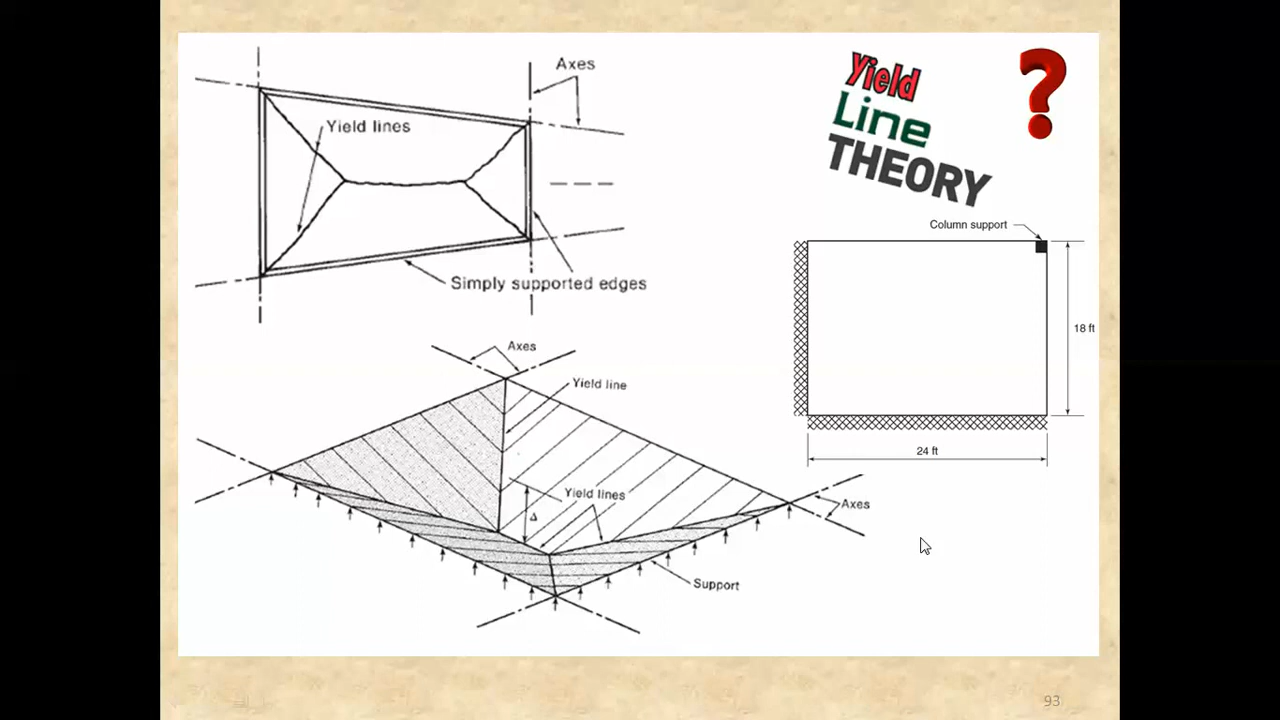 Axes
Yield lines
Simply supported edges
Yield
Line
THEORY
?
Column support
18 ft
24 ft
Axes
Yield line
Yield lines
Δ
Axes
Support
93